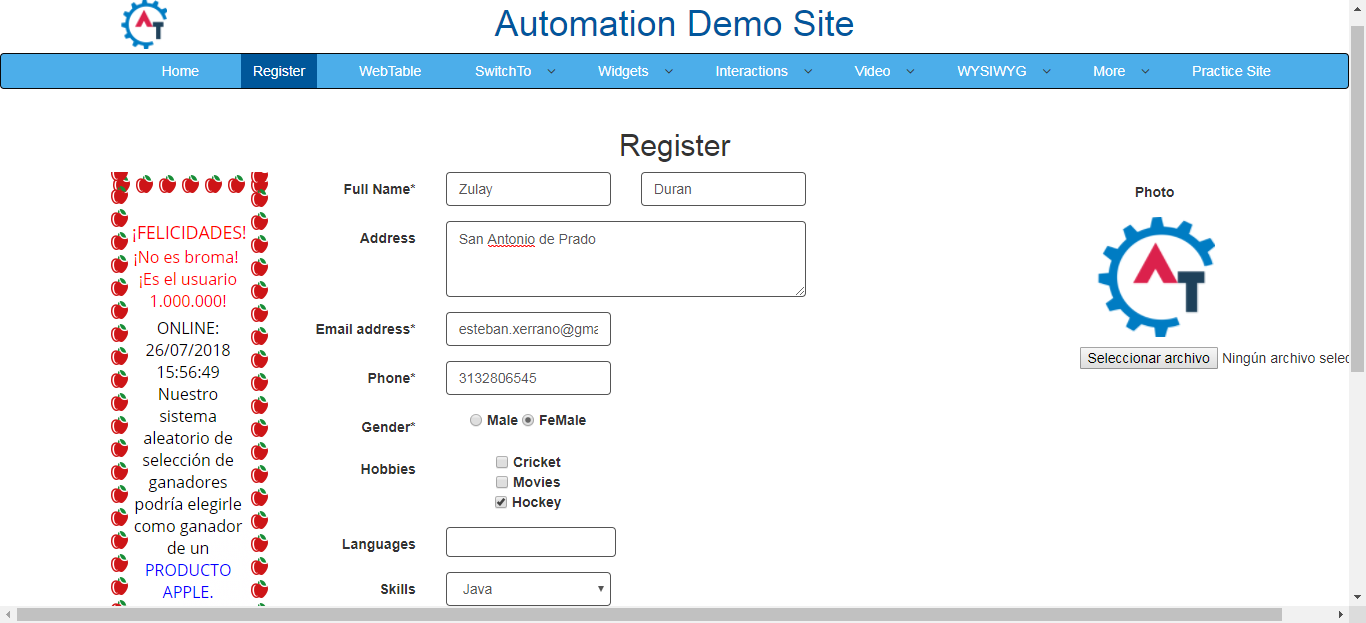 AT
Automation Demo Site
Home Register WebTable SwitchTo Widgets Interactions Video WYSIWYG More Practice Site
Register
¡FELICIDADES!
¡No es broma!
¡Es el usuario
1.000.000!
ONLINE:
26/07/2018
15:56:49
Nuestro
sistema
aleatorio de
selección de
ganadores
podría elegirle
como ganador
de un
PRODUCTO
APPLE.
Full Name* Zulay Duran
Address San Antonio de Prado
Email address* esteban.xerrano@gma
Phone* 3132806545
Gender* Male FeMale
Hobbies Cricket
Movies
Hockey
Languages
Skills Java
Photo
AT
Seleccionar archivo Ningún archivo selec